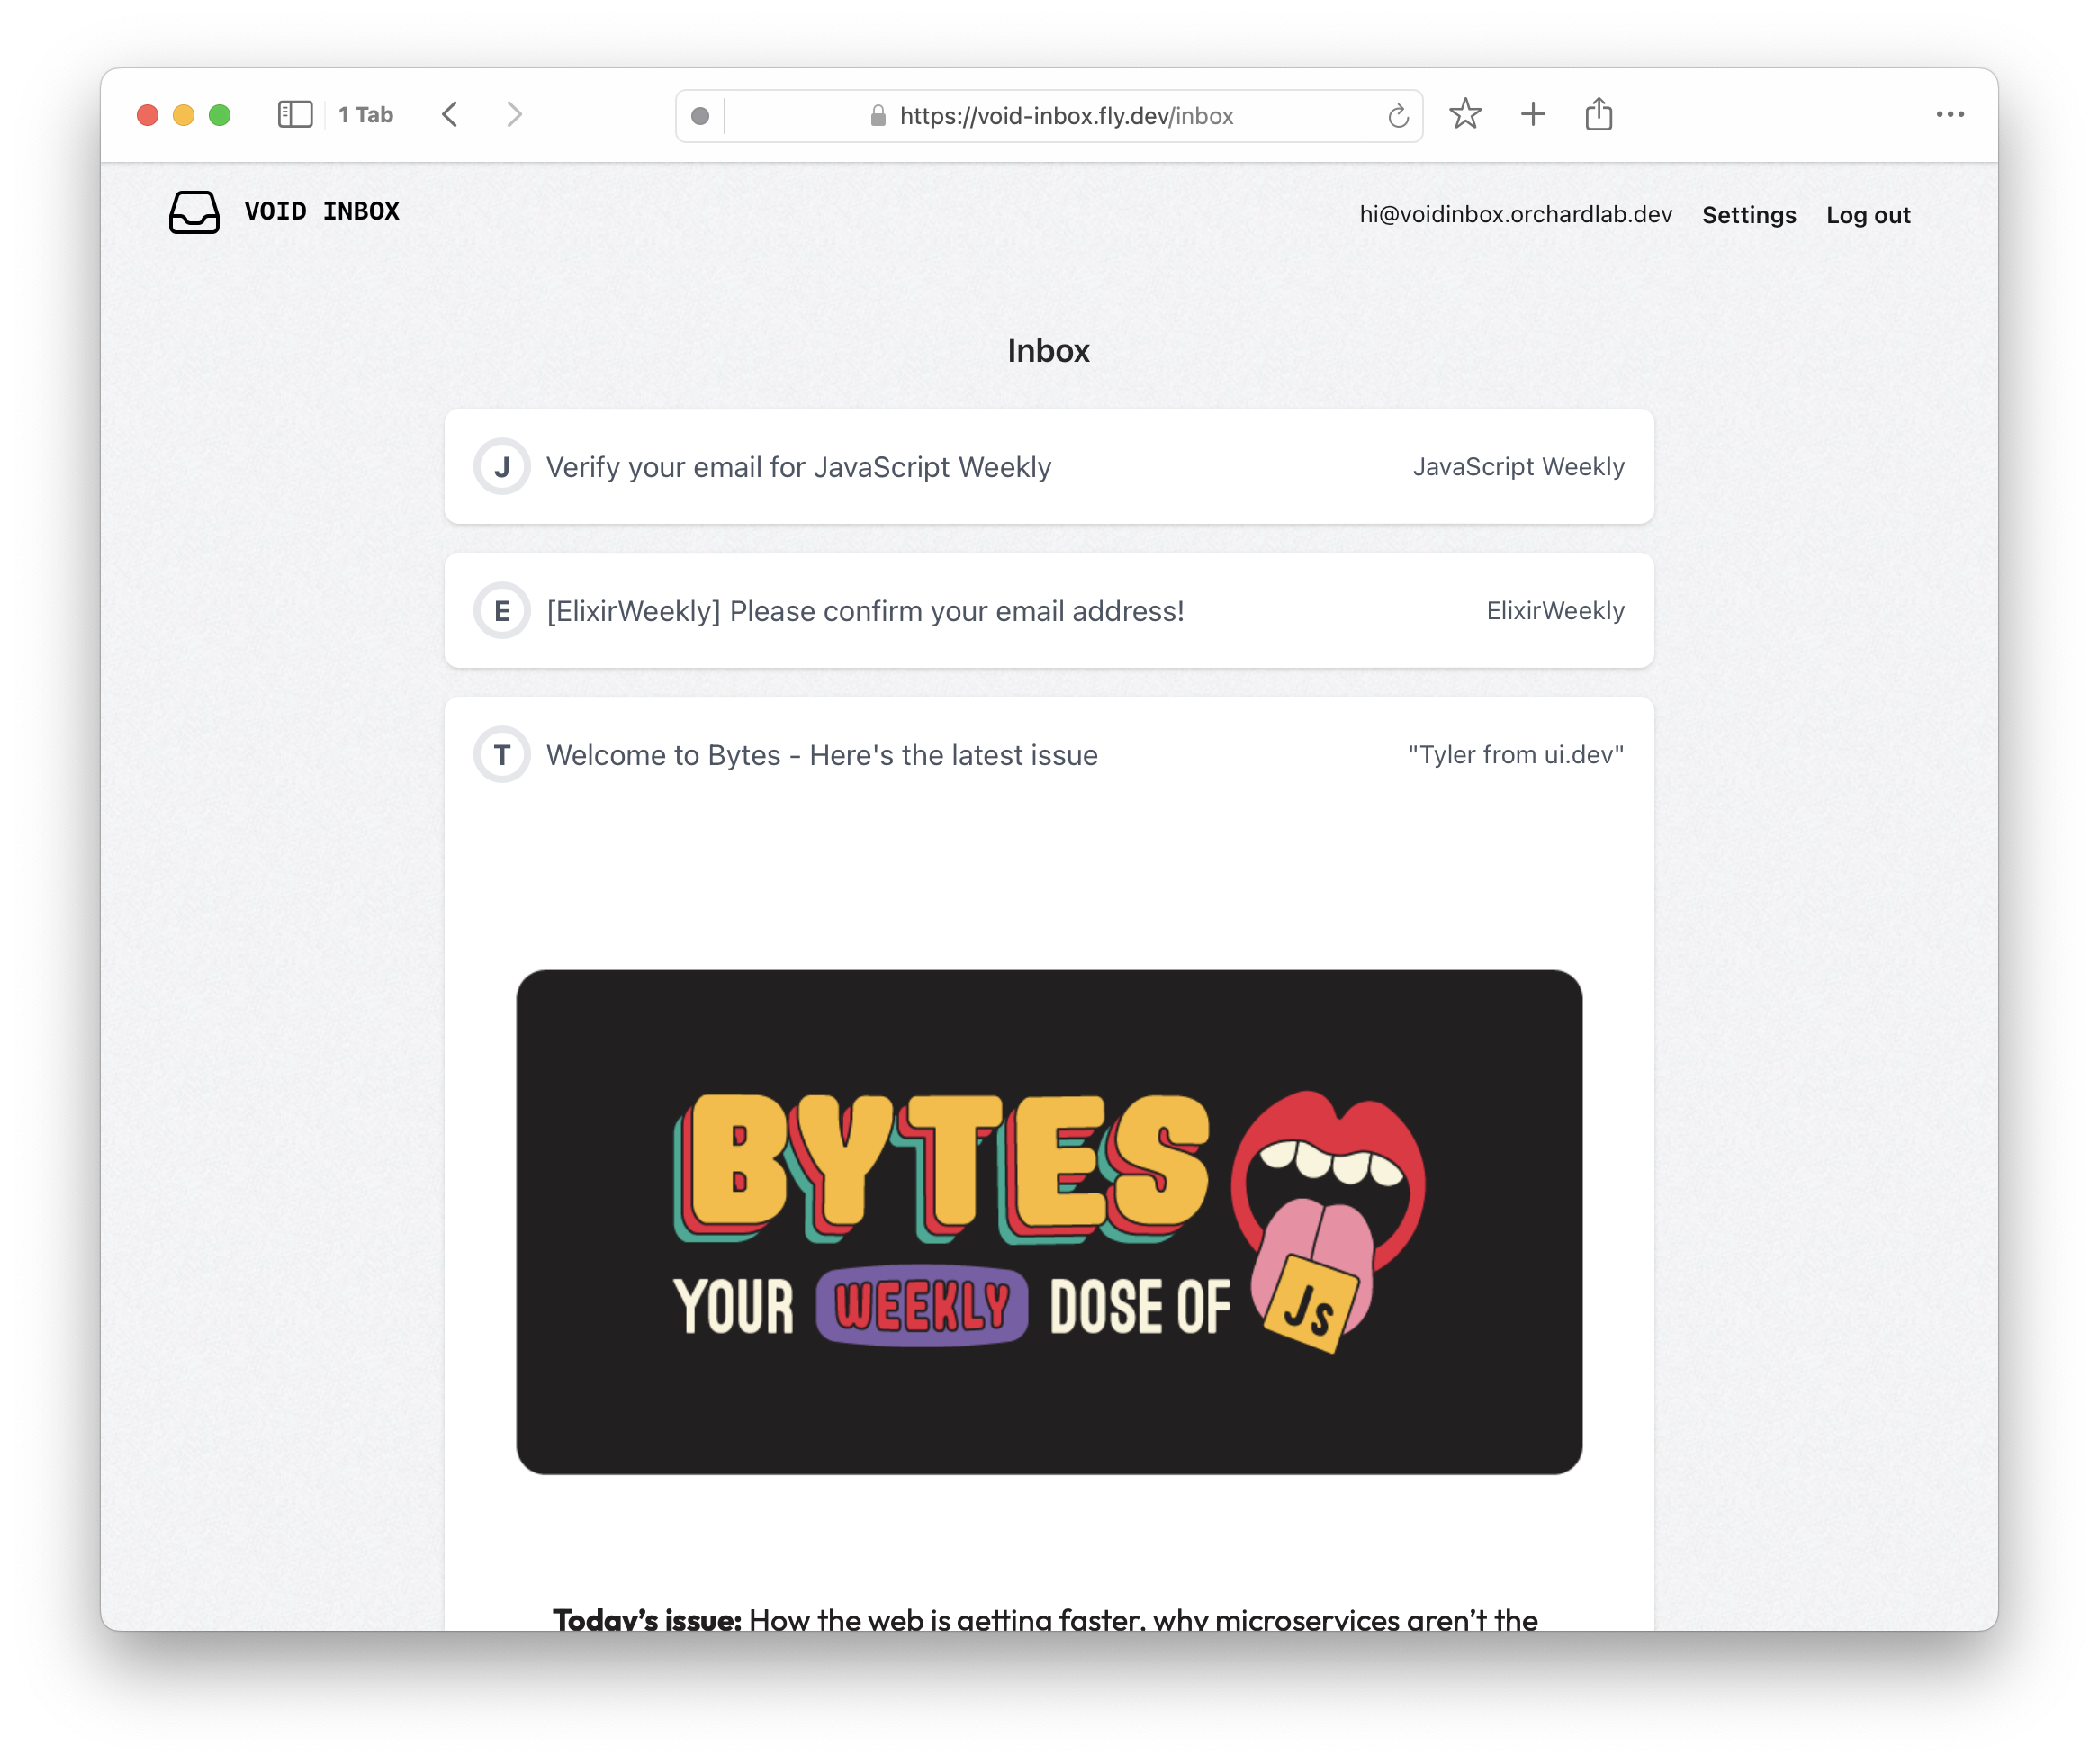 1 Tab
https://void-inbox.fly.dev/inbox
VOID INBOX
hi@voidinbox.orchardlab.dev Settings Log out
Inbox
J Verify your email for JavaScript Weekly JavaScript Weekly
E [ElixirWeekly] Please confirm your email address! ElixirWeekly
T Welcome to Bytes - Here's the latest issue "Tyler from ui.dev"
BYTES
YOUR WEEKLY DOSE OF Js
Today’s issue: How the web is getting faster, why microservices aren’t the